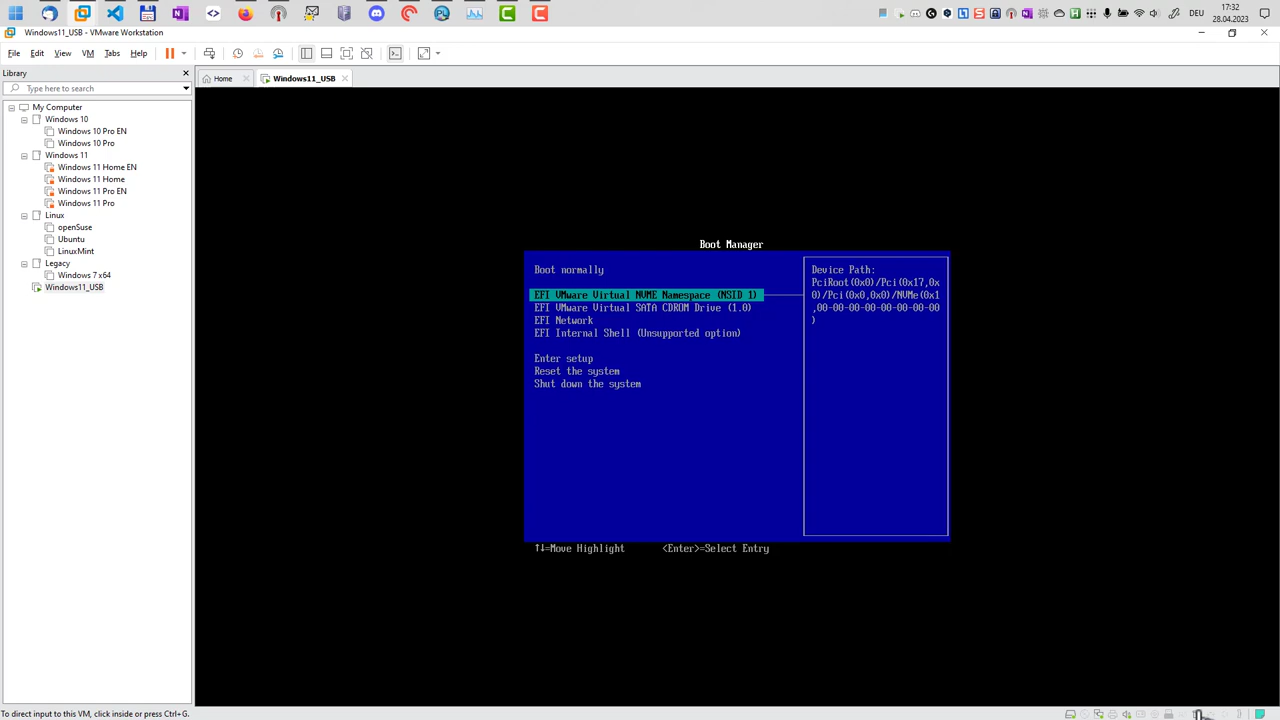 DEU
17:32
28.04.2023
Windows11_USB - VMware Workstation
File Edit View VM Tabs Help
Library
Type here to search
Home
Windows11_USB
My Computer
Windows 10
Windows 10 Pro EN
Windows 10 Pro
Windows 11
Windows 11 Home EN
Windows 11 Home
Windows 11 Pro EN
Windows 11 Pro
Linux
openSuse
Ubuntu
LinuxMint
Legacy
Windows 7 x64
Windows11_USB
Boot Manager
Boot normally
EFI VMware Virtual NVME Namespace (NSID 1)
EFI VMware Virtual SATA CDROM Drive (1.0)
EFI Network
EFI Internal Shell (Unsupported option)
Enter setup
Reset the system
Shut down the system
Device Path:
PciRoot(0x0)/Pci(0x17,0x
0)/Pci(0x0,0x0)/NVMe(0x1
,00-00-00-00-00-00-00-00
)
↑↓=Move Highlight <Enter>=Select Entry
To direct input to this VM, click inside or press Ctrl+G.